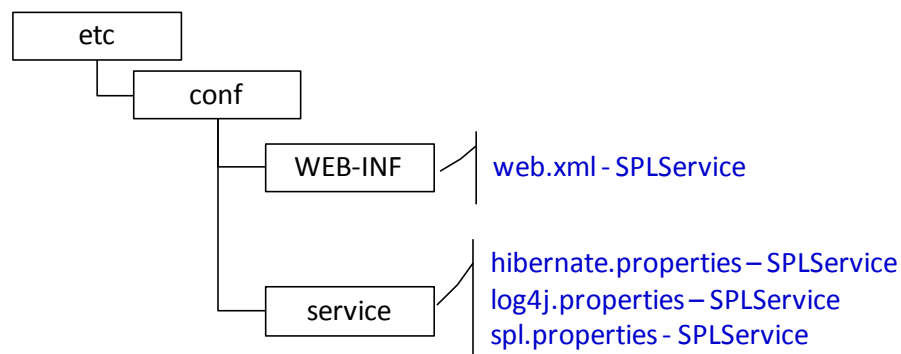 etc
conf
WEB-INF
web.xml - SPLService
hibernate.properties – SPLService
log4j.properties – SPLService
spl.properties - SPLService
service